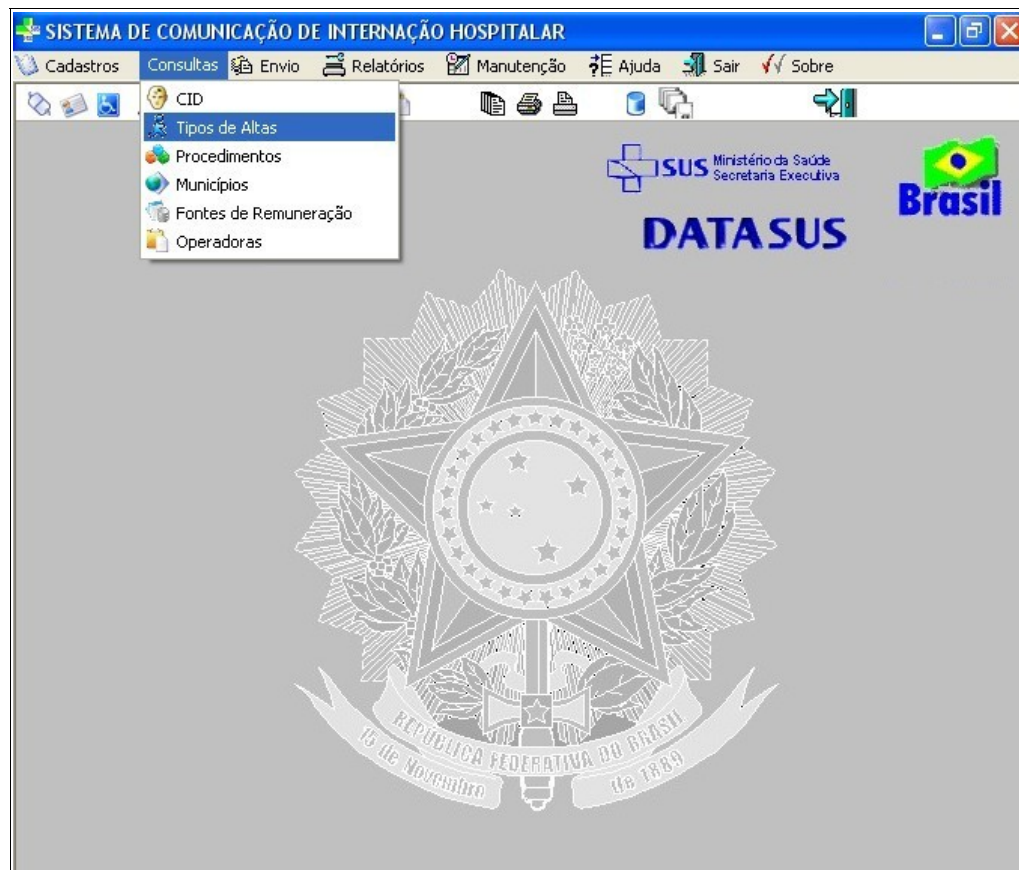 SISTEMA DE COMUNICAÇÃO DE INTERNAÇÃO HOSPITALAR
Cadastros Consultas Envio Relatórios Manutenção Ajuda Sair Sobre
CID
Tipos de Altas
Procedimentos
Municípios
Fontes de Remuneração
Operadoras
SUS Ministério da Saúde
Secretaria Executiva
DATASUS
Brasil
REPÚBLICA FEDERATIVA DO BRASIL
15 de Novembro de 1889